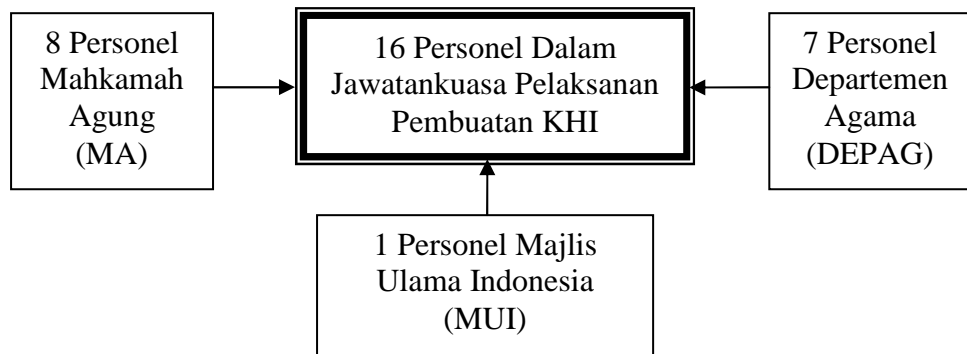 8 Personel
Mahkamah
Agung
(MA)
16 Personel Dalam
Jawatankuasa Pelaksanan
Pembuatan KHI
7 Personel
Departemen
Agama
(DEPAG)
1 Personel Majlis
Ulama Indonesia
(MUI)